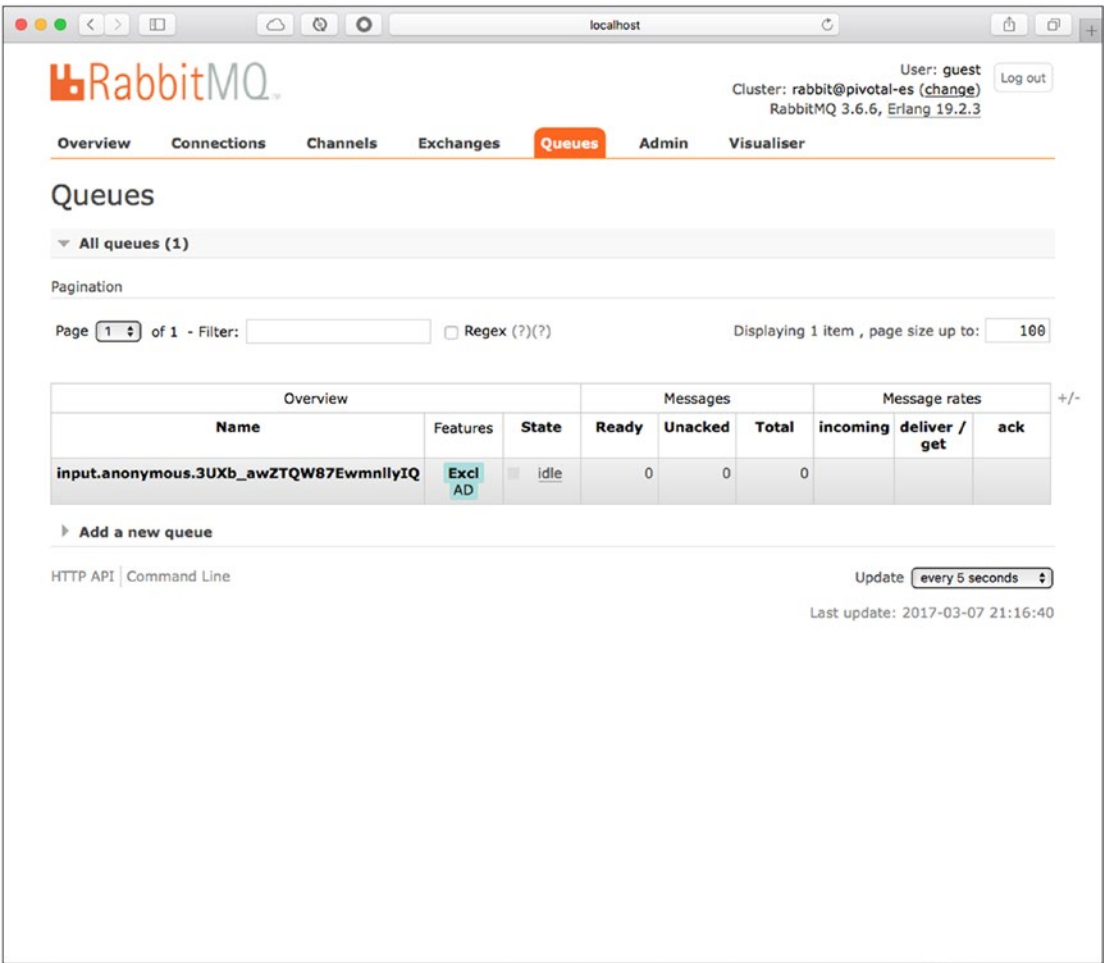 localhost
RabbitMQ
User: guest
Cluster: rabbit@pivotal-es (change)
RabbitMQ 3.6.6, Erlang 19.2.3
Log out
Overview Connections Channels Exchanges Queues Admin Visualiser
Queues
All queues (1)
Pagination
Page 1 of 1 - Filter: Regex (?)(?) Displaying 1 item , page size up to: 100
Overview Messages Message rates +/-
Name Features State Ready Unacked Total incoming deliver / get ack
input.anonymous.3UXb_awZTQW87EwmnllyIQ Excl AD idle 0 0 0
Add a new queue
HTTP API Command Line Update every 5 seconds
Last update: 2017-03-07 21:16:40